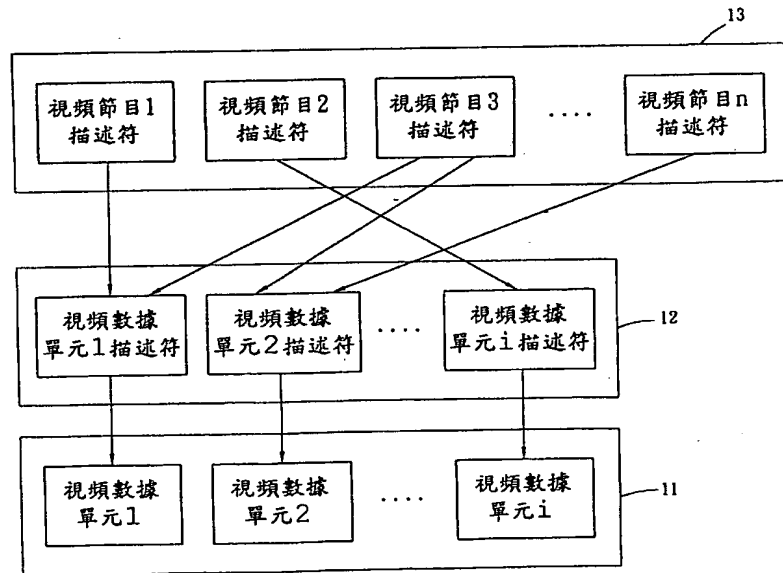 13
視頻節目1
描述符
視頻節目2
描述符
視頻節目3
描述符
....
視頻節目n
描述符
視頻數據
單元1描述符
視頻數據
單元2描述符
....
視頻數據
單元i描述符
12
視頻數據
單元1
視頻數據
單元2
....
視頻數據
單元i
11